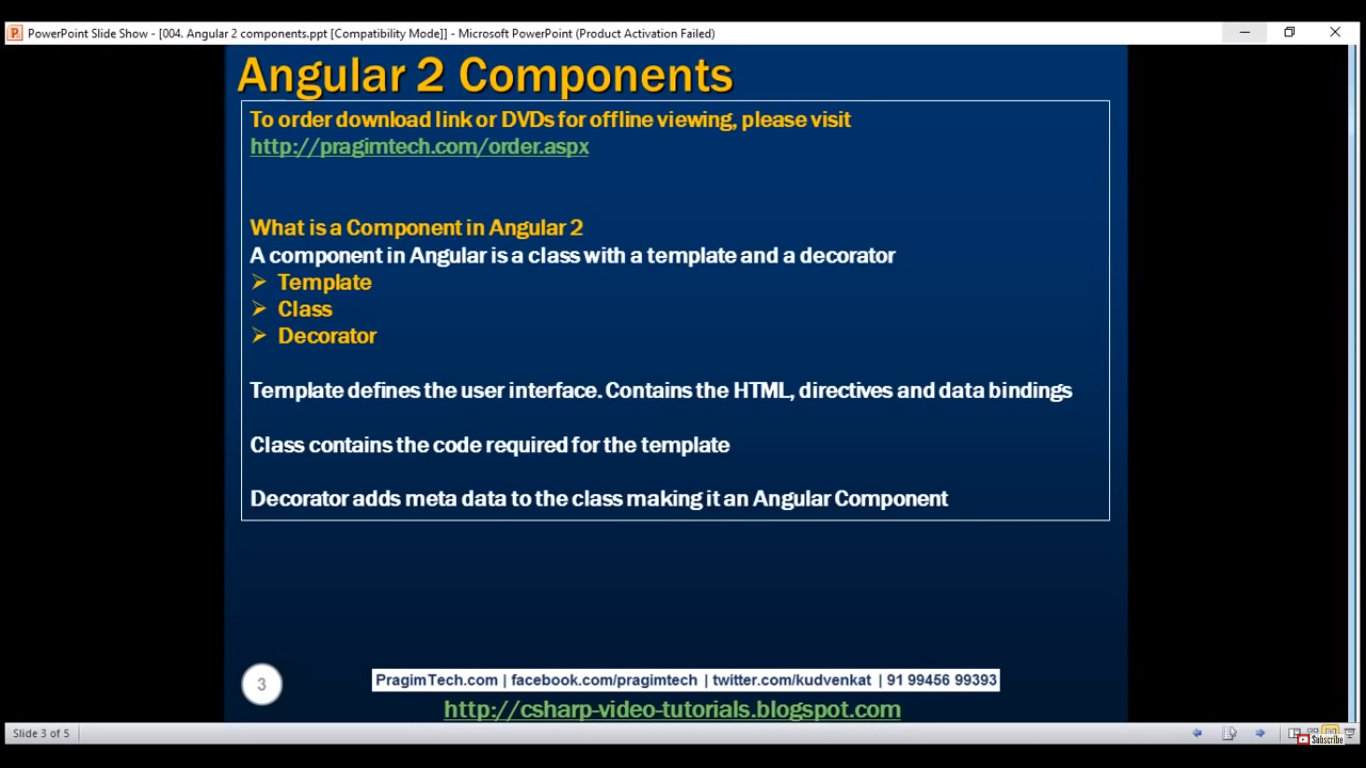 PowerPoint Slide Show - [004. Angular 2 components.ppt [Compatibility Mode]] - Microsoft PowerPoint (Product Activation Failed)
Angular 2 Components
To order download link or DVDs for offline viewing, please visit
http://pragimtech.com/order.aspx
What is a Component in Angular 2
A component in Angular is a class with a template and a decorator
Template
Class
Decorator
Template defines the user interface. Contains the HTML, directives and data bindings
Class contains the code required for the template
Decorator adds meta data to the class making it an Angular Component
3
PragimTech.com | facebook.com/pragimtech | twitter.com/kudvenkat | 91 99456 99393
http://csharp-video-tutorials.blogspot.com
Slide 3 of 5
Subscribe